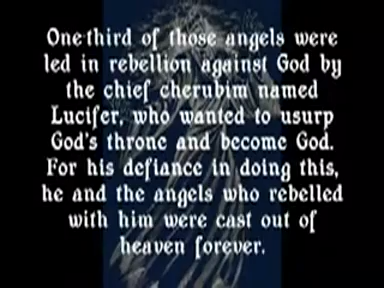 One-third of those angels were
led in rebellion against God by
the chief cherubim named
Lucifer, who wanted to usurp
God's throne and become God.
For his defiance in doing this,
he and the angels who rebelled
with him were cast out of
heaven forever.